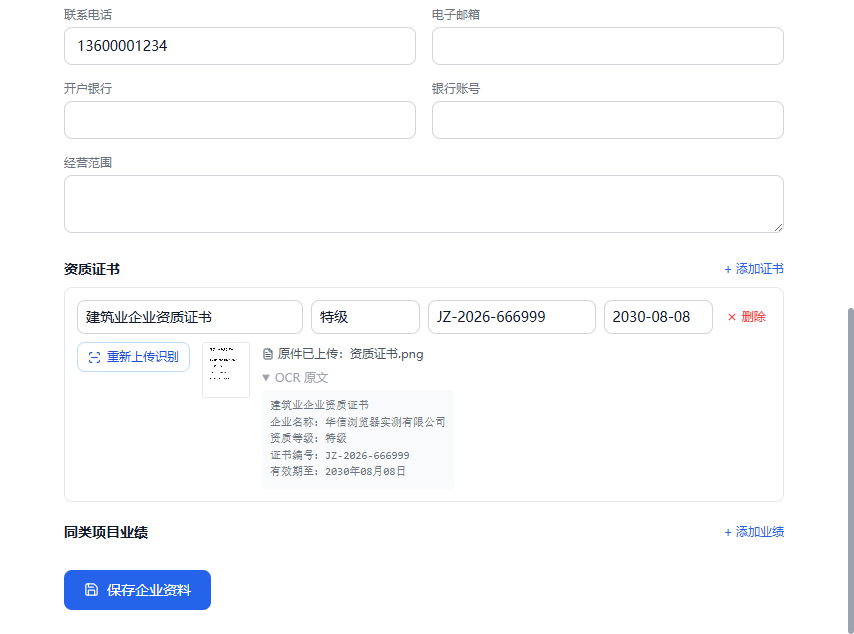 联系电话
电子邮箱
13600001234
开户银行
银行账号
经营范围
资质证书
+ 添加证书
建筑业企业资质证书
特级
JZ-2026-666999
2030-08-08
× 删除
重新上传识别
原件已上传：资质证书.png
▼ OCR 原文
建筑业企业资质证书
企业名称：华信浏览器实测有限公司
资质等级：特级
证书编号：JZ-2026-666999
有效期至：2030年08月08日
同类项目业绩
+ 添加业绩
保存企业资料